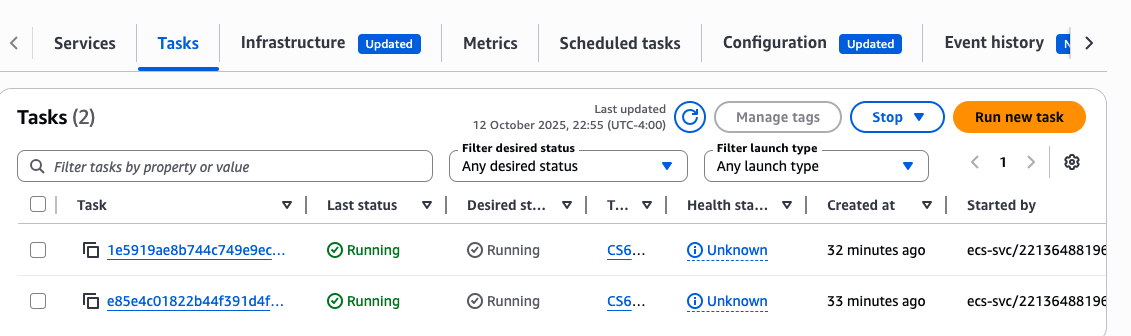 Services Tasks Infrastructure Updated Metrics Scheduled tasks Configuration Updated Event history N
Tasks (2)
Last updated
12 October 2025, 22:55 (UTC-4:00)
Manage tags Stop Run new task
Filter tasks by property or value
Filter desired status
Any desired status
Filter launch type
Any launch type
1
Task Last status Desired st... T... Health sta... Created at Started by
1e5919ae8b744c749e9ec... Running Running CS6... Unknown 32 minutes ago ecs-svc/22136488196
e85e4c01822b44f391d4f... Running Running CS6... Unknown 33 minutes ago ecs-svc/22136488196